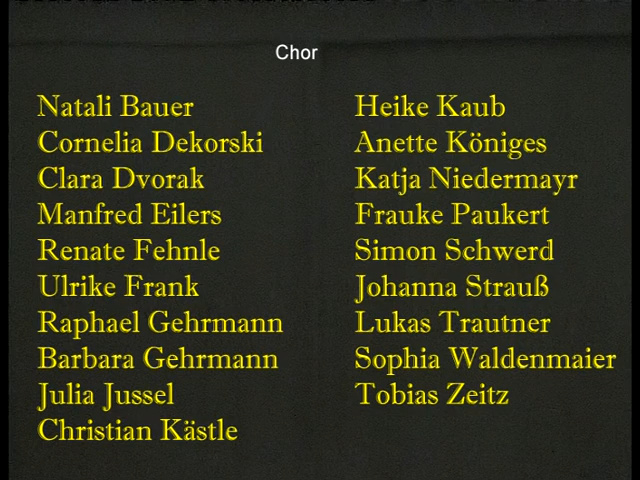 Chor
Natali Bauer
Cornelia Dekorski
Clara Dvorak
Manfred Eilers
Renate Fehnle
Ulrike Frank
Raphael Gehrmann
Barbara Gehrmann
Julia Jussel
Christian Kästle
Heike Kaub
Anette Königes
Katja Niedermayr
Frauke Paukert
Simon Schwerd
Johanna Strauß
Lukas Trautner
Sophia Waldenmaier
Tobias Zeitz